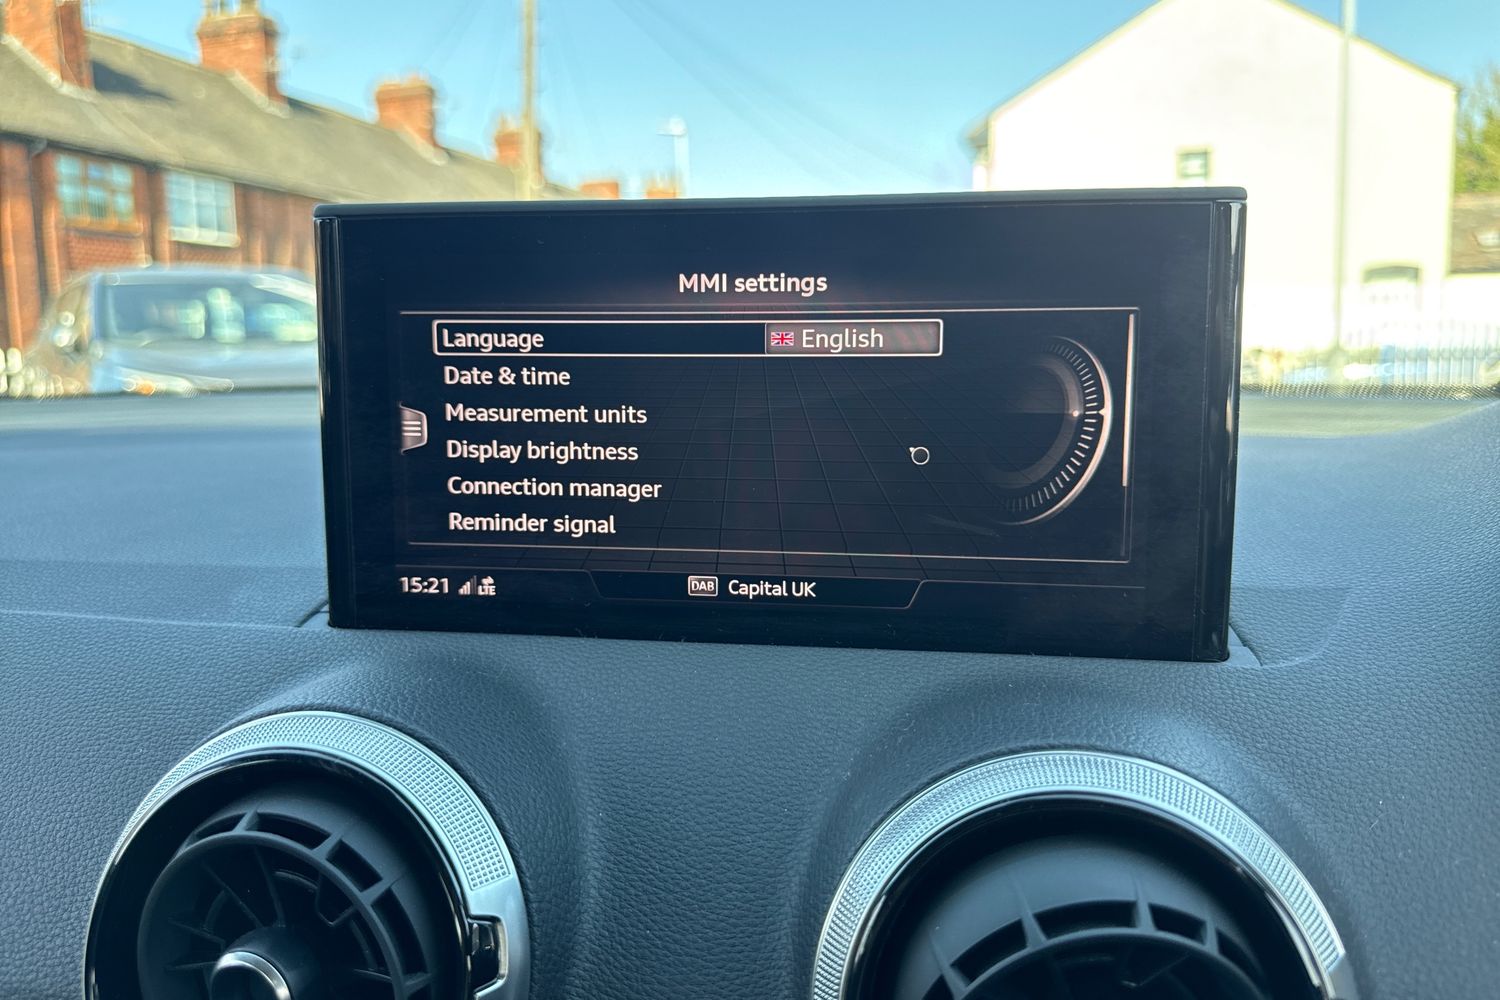 MMI settings
Language English
Date & time
Measurement units
Display brightness
Connection manager
Reminder signal
15:21 LTE DAB Capital UK